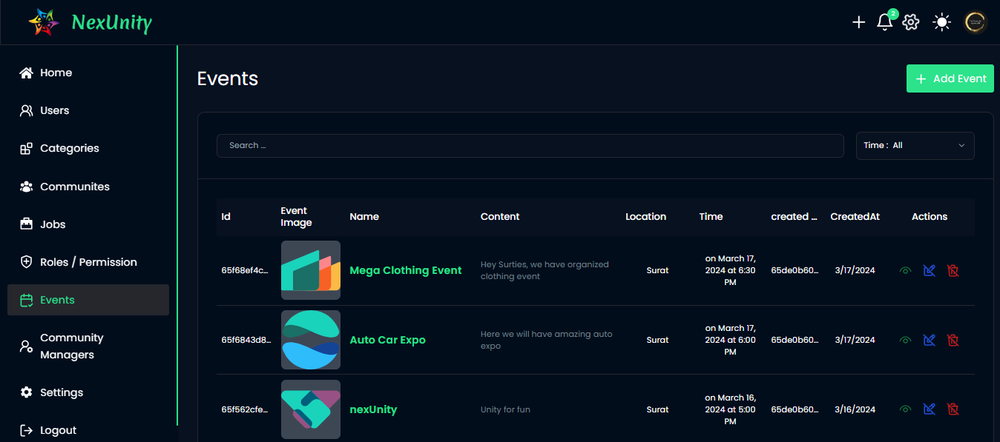 NexUnity
2
Home
Users
Categories
Communites
Jobs
Roles / Permission
Events
Community
Managers
Settings
Logout
Events
+ Add Event
Search ...
Time : All
Id
Event
Image
Name
Content
Location
Time
created ...
CreatedAt
Actions
65f68ef4c...
Mega Clothing Event
Hey Surties, we have organized
clothing event
Surat
on March 17,
2024 at 6:30
PM
65de0b60...
3/17/2024
65f6843d8...
Auto Car Expo
Here we will have amazing auto
expo
Surat
on March 17,
2024 at 6:00
PM
65de0b60...
3/17/2024
65f562cfe...
nexUnity
Unity for fun
Surat
on March 16,
2024 at 5:00
PM
65de0b60...
3/16/2024